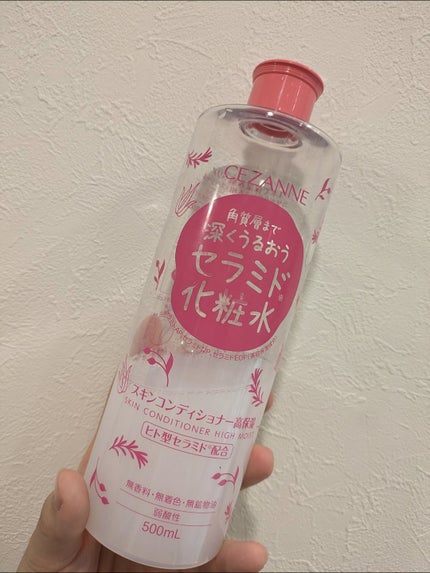 CEZANNE
角質層まで
深くうるおう
セラミド
化粧水
スキンコンディショナー高保湿
SKIN CONDITIONER HIGH MOIST
ヒト型セラミド*配合
無香料・無着色・無鉱物油
弱酸性
500mL